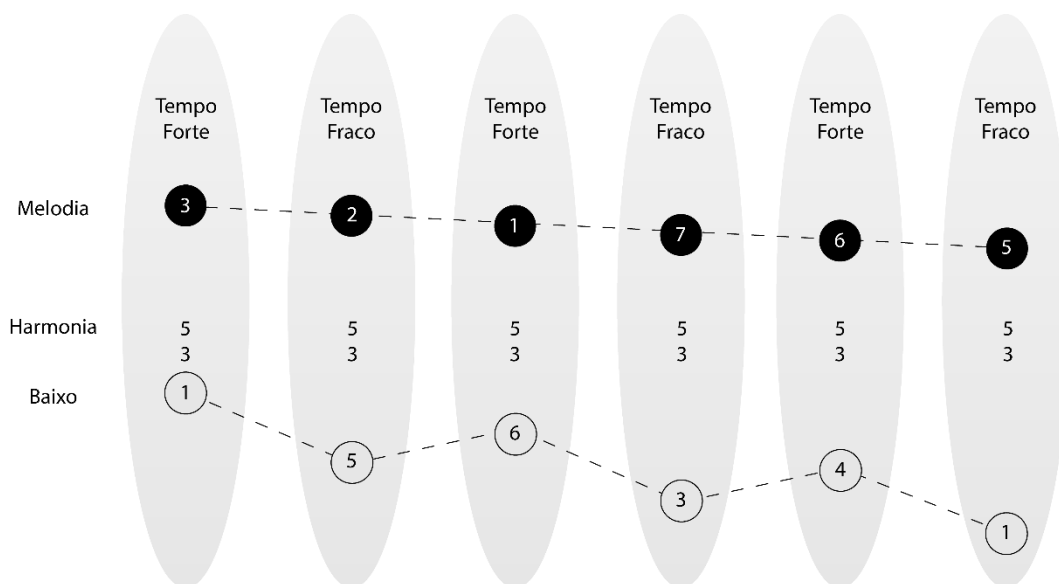 Tempo Forte
Tempo Fraco
Tempo Forte
Tempo Fraco
Tempo Forte
Tempo Fraco
Melodia 3 2 1 7 6 5
Harmonia 5 5 5 5 5 5
3 3 3 3 3 3
Baixo 1 5 6 3 4 1